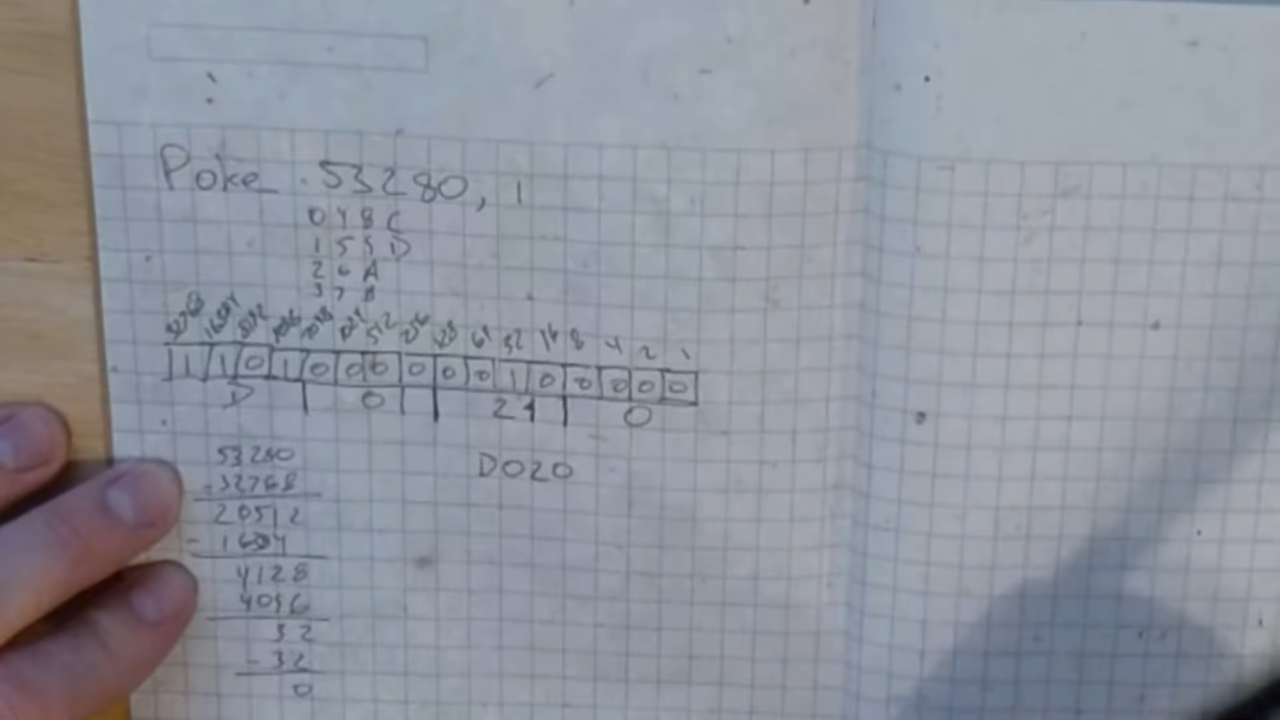 Poke 53280, 1
0 4 8 C
1 5 9 D
2 6 A
3 7 B
32768 16384 8192 4096 2048 1024 512 256 128 64 32 16 8 4 2 1
1 1 0 1 0 0 0 0 0 0 1 0 0 0 0 0
D 0 2 0
53280
D020
-32768
20512
- 16384
4128
4096
32
-32
0